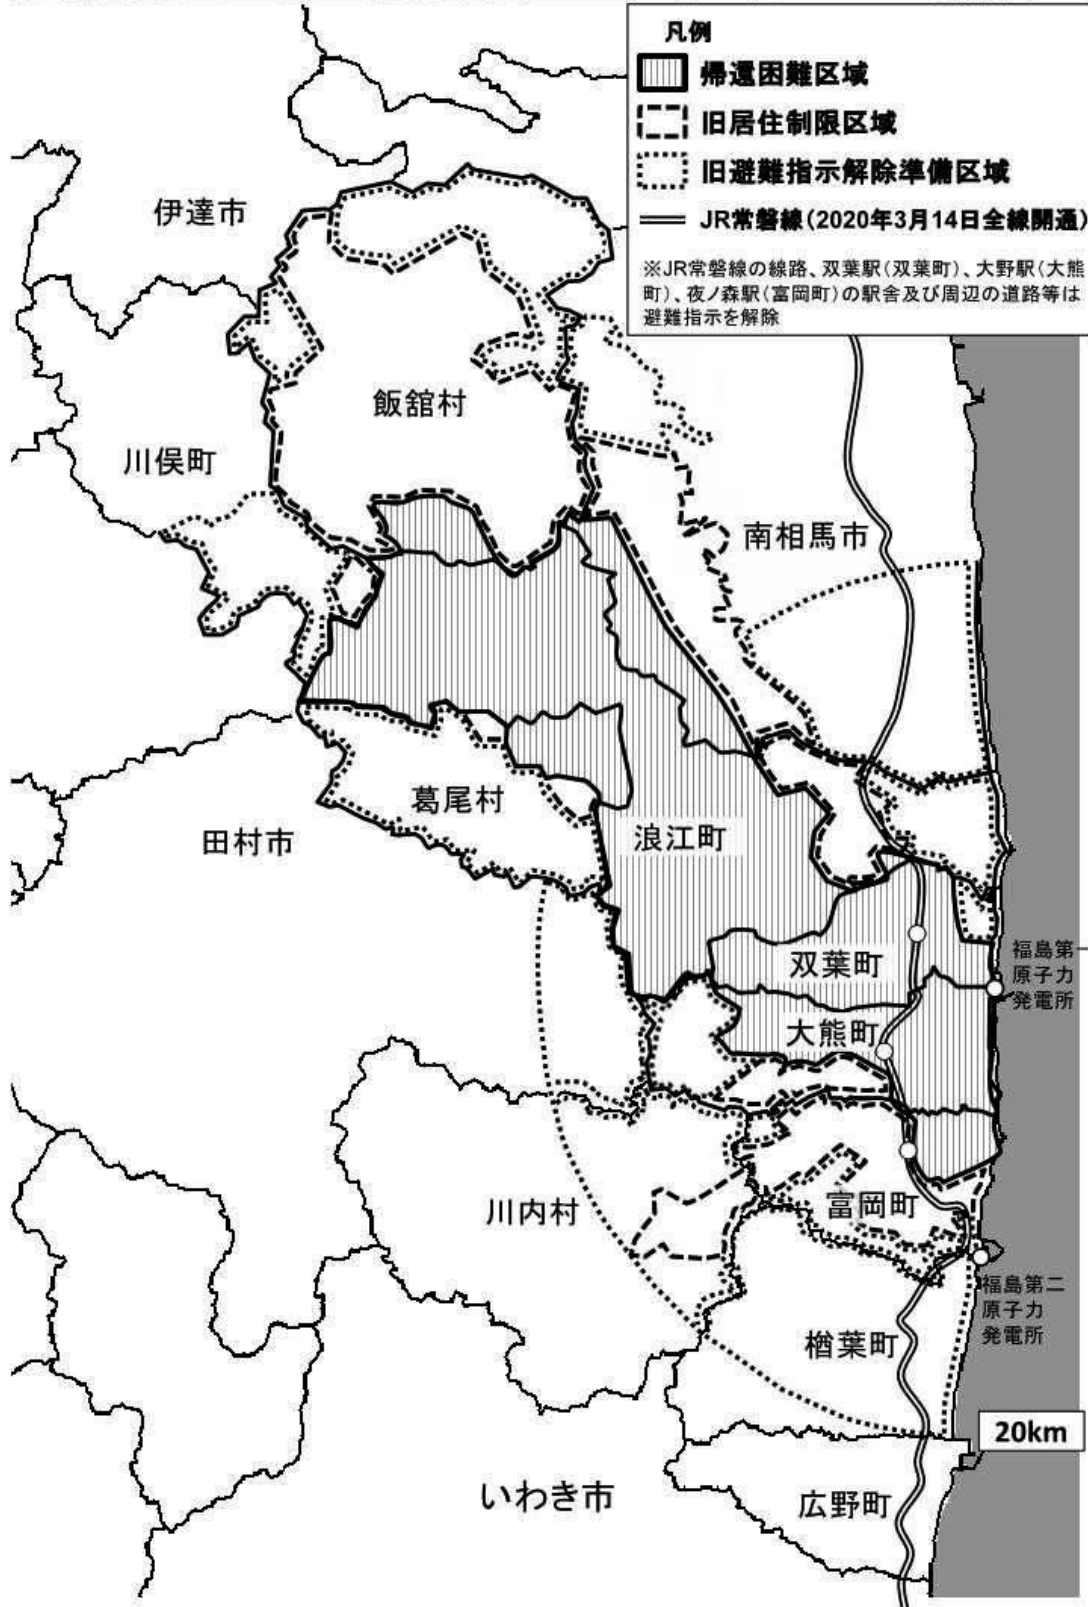 凡例
帰還困難区域
旧居住制限区域
旧避難指示解除準備区域
JR常磐線(2020年3月14日全線開通)
※JR常磐線の線路、双葉駅(双葉町)、大野駅(大熊
町)、夜ノ森駅(富岡町)の駅舎及び周辺の道路等は
避難指示を解除
伊達市
飯舘村
川俣町
南相馬市
葛尾村
田村市
浪江町
双葉町
福島第一
原子力
発電所
大熊町
川内村
富岡町
福島第二
原子力
発電所
楢葉町
20km
いわき市
広野町